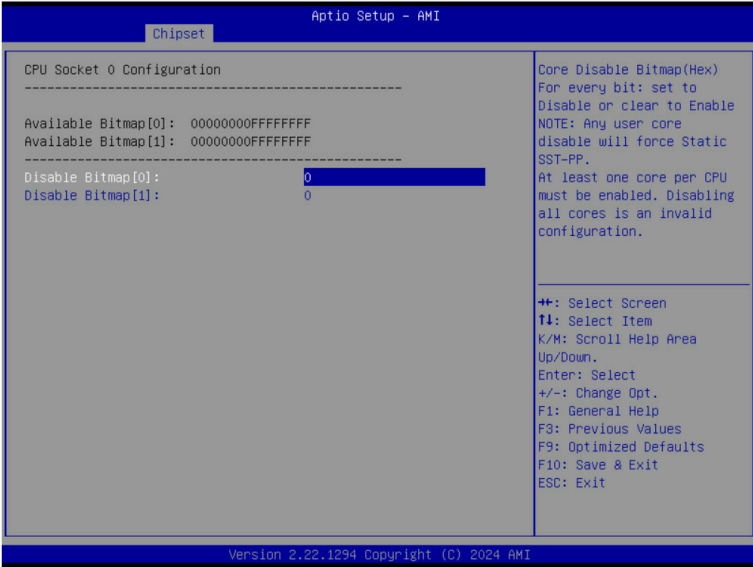 Aptio Setup – AMI
Chipset
CPU Socket 0 Configuration
--------------------------------------------------
Available Bitmap[0]: 00000000FFFFFFFF
Available Bitmap[1]: 00000000FFFFFFFF
--------------------------------------------------
Disable Bitmap[0]: 0
Disable Bitmap[1]: 0
Core Disable Bitmap(Hex)
For every bit: set to
Disable or clear to Enable
NOTE: Any user core
disable will force Static
SST-PP.
At least one core per CPU
must be enabled. Disabling
all cores is an invalid
configuration.
→←: Select Screen
↑↓: Select Item
K/M: Scroll Help Area
Up/Down.
Enter: Select
+/-: Change Opt.
F1: General Help
F3: Previous Values
F9: Optimized Defaults
F10: Save & Exit
ESC: Exit
Version 2.22.1294 Copyright (C) 2024 AMI